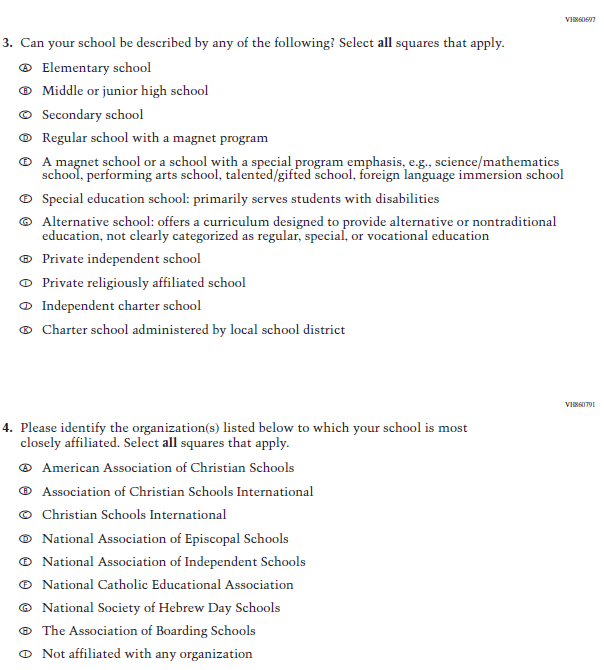 VH860697
3. Can your school be described by any of the following? Select all squares that apply.
A Elementary school
B Middle or junior high school
C Secondary school
D Regular school with a magnet program
E A magnet school or a school with a special program emphasis, e.g., science/mathematics
school, performing arts school, talented/gifted school, foreign language immersion school
F Special education school: primarily serves students with disabilities
G Alternative school: offers a curriculum designed to provide alternative or nontraditional
education, not clearly categorized as regular, special, or vocational education
H Private independent school
I Private religiously affiliated school
J Independent charter school
K Charter school administered by local school district
VH860791
4. Please identify the organization(s) listed below to which your school is most
closely affiliated. Select all squares that apply.
A American Association of Christian Schools
B Association of Christian Schools International
C Christian Schools International
D National Association of Episcopal Schools
E National Association of Independent Schools
F National Catholic Educational Association
G National Society of Hebrew Day Schools
H The Association of Boarding Schools
I Not affiliated with any organization